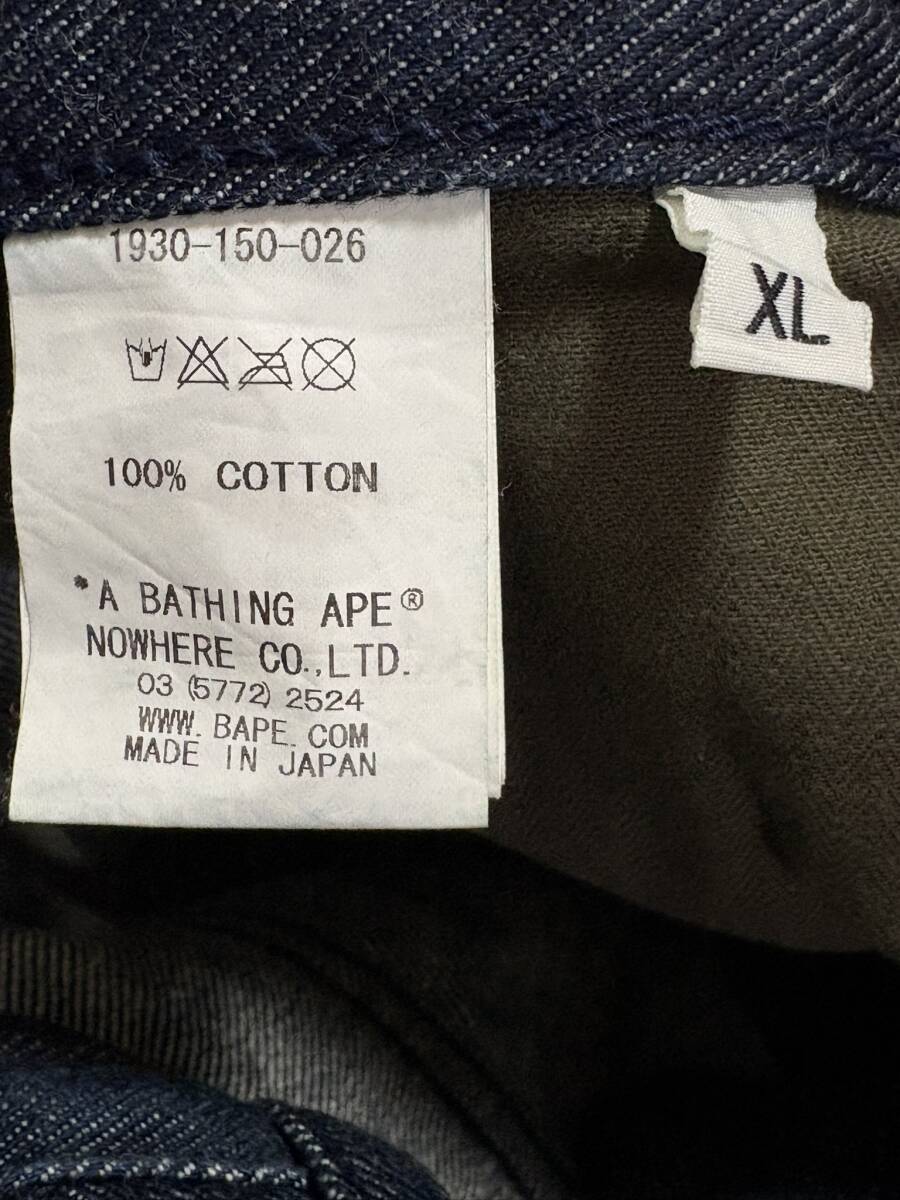 1930-150-026
100% COTTON
*A BATHING APE®
NOWHERE CO.,LTD.
03 (5772) 2524
WWW. BAPE. COM
MADE IN JAPAN
XL